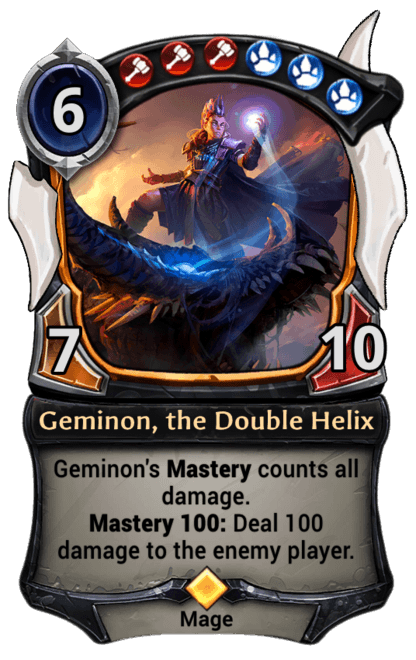 6
7
10
Geminon, the Double Helix
Geminon's Mastery counts all
damage.
Mastery 100: Deal 100
damage to the enemy player.
Mage